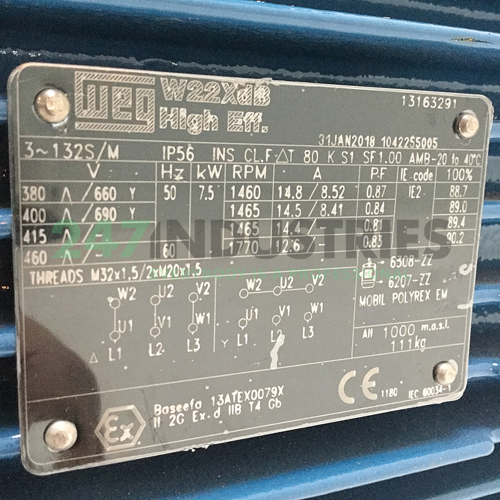 WEG W22Xdb
High Eff.
13163291
31JAN2018 1042255005
3~132S/M IP56 INS CL.F ΔT 80 K S1 SF1.00 AMB-20 to 40°C
V Hz kW RPM A P.F IE code 100%
380 Δ/660 Y 50 7.5 1460 14.8/8.52 0.87 IE2 88.7
400 Δ/690 Y 1465 14.5/8.41 0.84 89.0
415 1465 89.4
460 60 1770 12.6 0.83 90.2
247 INDUSTRIES
THREADS M32x1,5/2xM20x1,5
6308-ZZ
6207-ZZ
MOBIL POLYREX EM
W2 U2 V2 W2 U2 V2
U1 V1 W1 U1 V1 W1
Δ L1 L2 L3 Y L1 L2 L3
Alt 1000 m.a.s.l.
111kg
Ex
Baseefa 13ATEX0079X
II 2G Ex-d IIB T4 Gb
CE 1180 IEC 60034-1